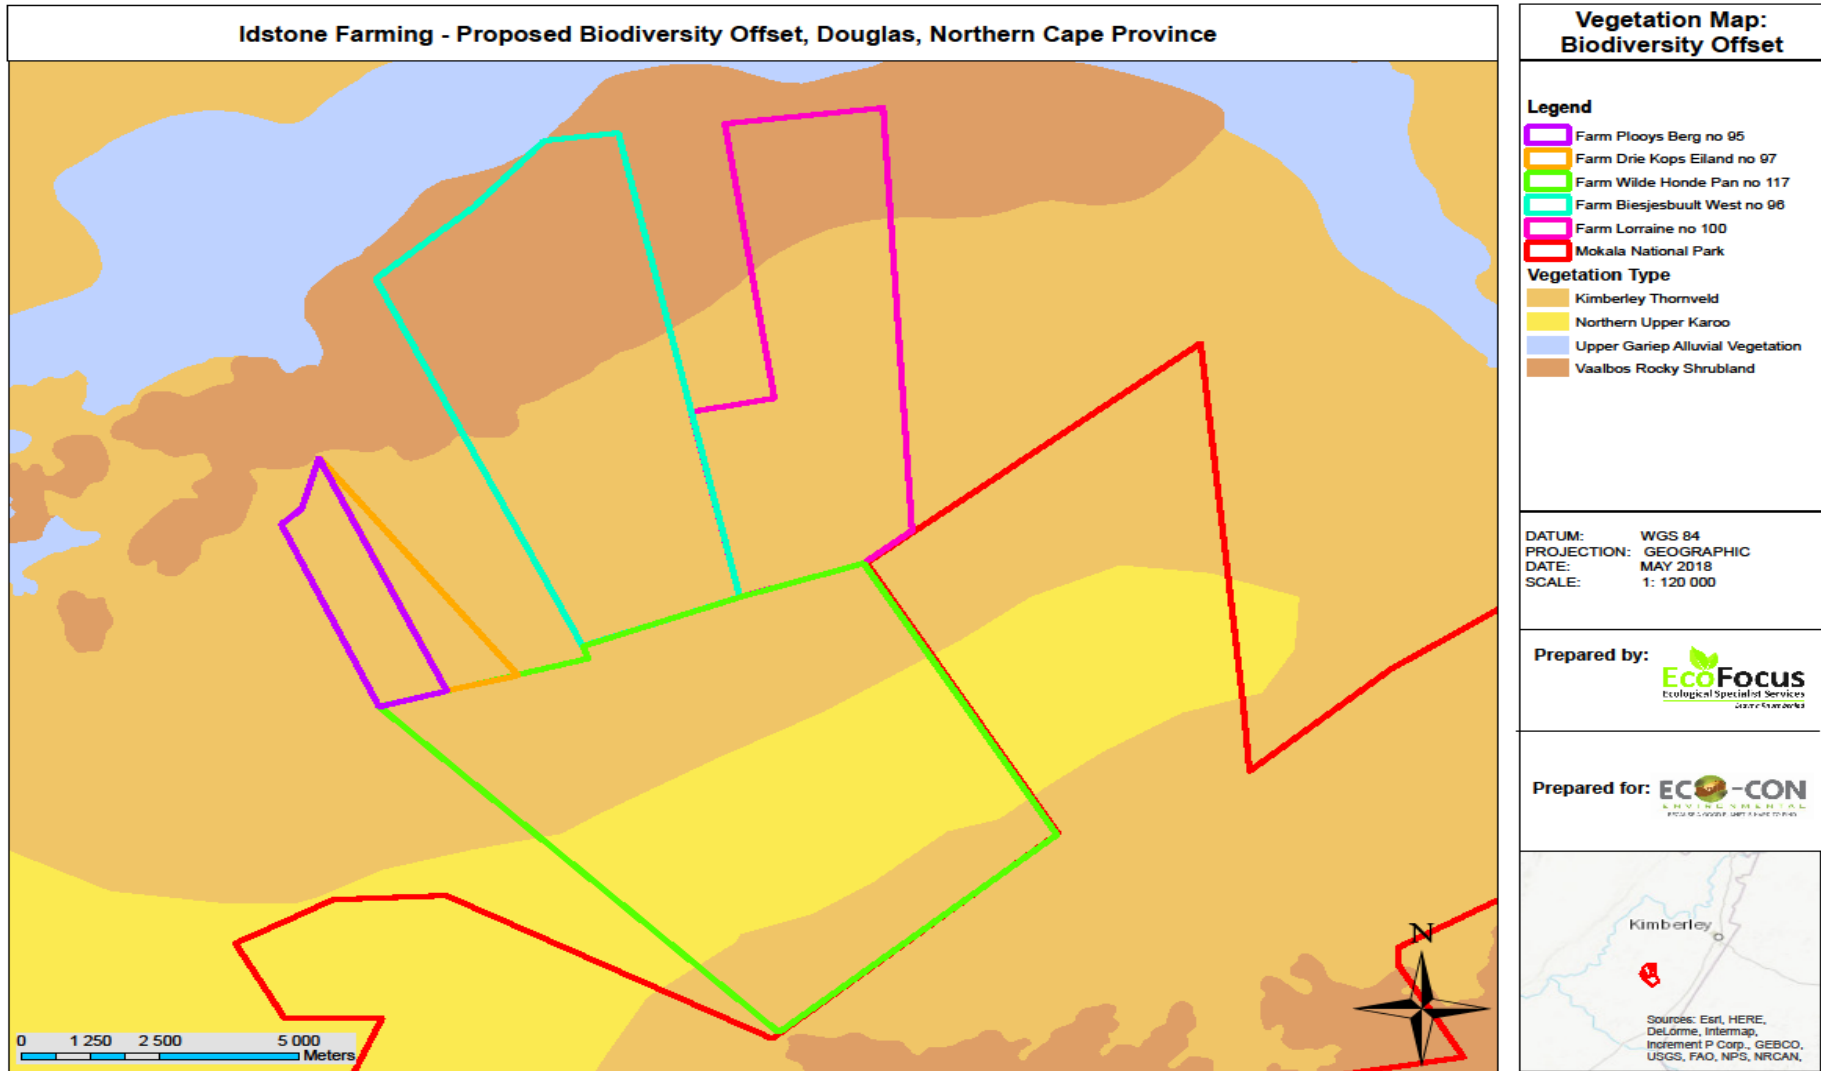 Idstone Farming - Proposed Biodiversity Offset, Douglas, Northern Cape Province
Vegetation Map:
Biodiversity Offset
Legend
Farm Plooys Berg no 95
Farm Drie Kops Eiland no 97
Farm Wilde Honde Pan no 117
Farm Biesjesbuult West no 96
Farm Lorraine no 100
Mokala National Park
Vegetation Type
Kimberley Thornveld
Northern Upper Karoo
Upper Gariep Alluvial Vegetation
Vaalbos Rocky Shrubland
DATUM: WGS 84
PROJECTION: GEOGRAPHIC
DATE: MAY 2018
SCALE: 1: 120 000
Prepared by:
EcoFocus
Ecological Specialist Services
Prepared for:
ECO-CON
ENVIRONMENTAL
Kimberley
Sources: Esri, HERE,
DeLorme, Intermap,
Increment P Corp., GEBCO,
USGS, FAO, NPS, NRCAN,
N
0 1 250 2 500 5 000
Meters